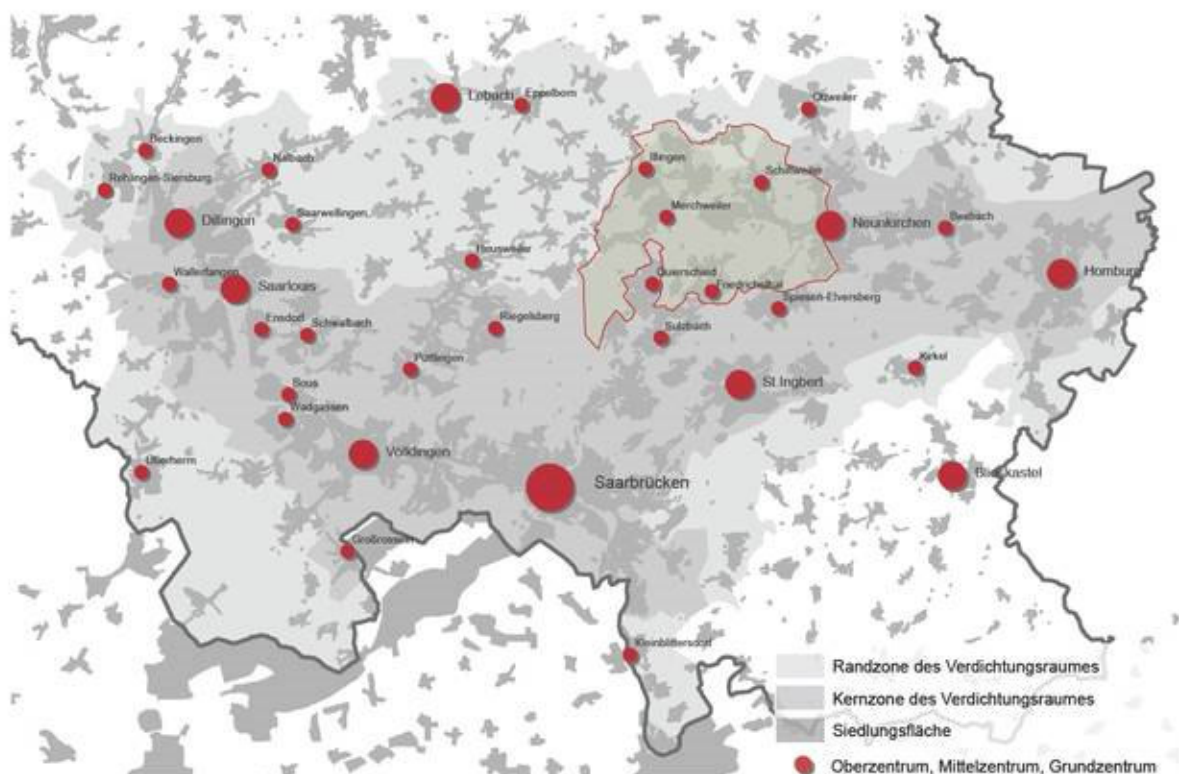 Lebach
Eppelborn
Ottweiler
Beckingen
Nalbach
Illingen
Schiffweiler
Rehlingen-Siersburg
Dillingen
Saarwellingen
Merchweiler
Neunkirchen
Bexbach
Heusweiler
Homburg
Wallerfangen
Saarlouis
Quierschied
Friedrichsthal
Spiesen-Elversberg
Ensdorf
Schwalbach
Riegelsberg
Sulzbach
Püttlingen
Kirkel
St.Ingbert
Bous
Wadgassen
Völklingen
Überherrn
Saarbrücken
Blieskastel
Großrosseln
Kleinblittersdorf
Randzone des Verdichtungsraumes
Kernzone des Verdichtungsraumes
Siedlungsfläche
Oberzentrum, Mittelzentrum, Grundzentrum